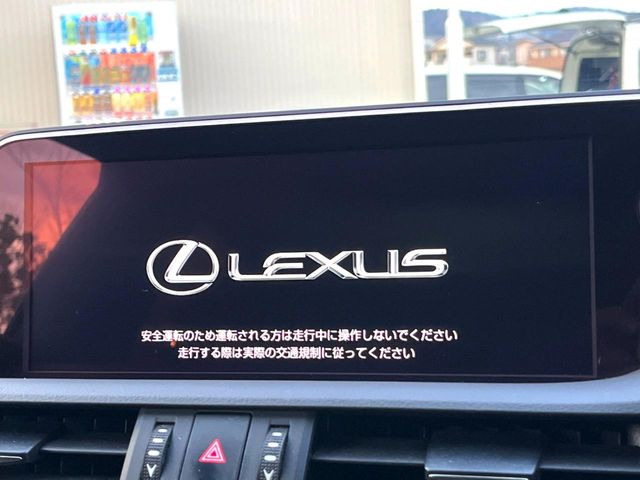 LEXUS
安全運転のため運転される方は走行中に操作しないでください
走行する際は実際の交通規制に従ってください